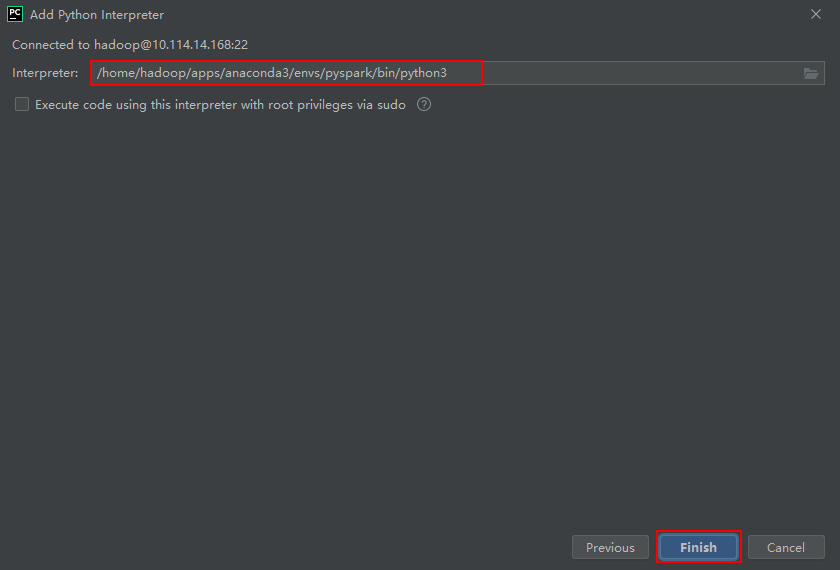 PC Add Python Interpreter
Connected to hadoop@10.114.14.168:22
Interpreter: /home/hadoop/apps/anaconda3/envs/pyspark/bin/python3
Execute code using this interpreter with root privileges via sudo ?
Previous Finish Cancel